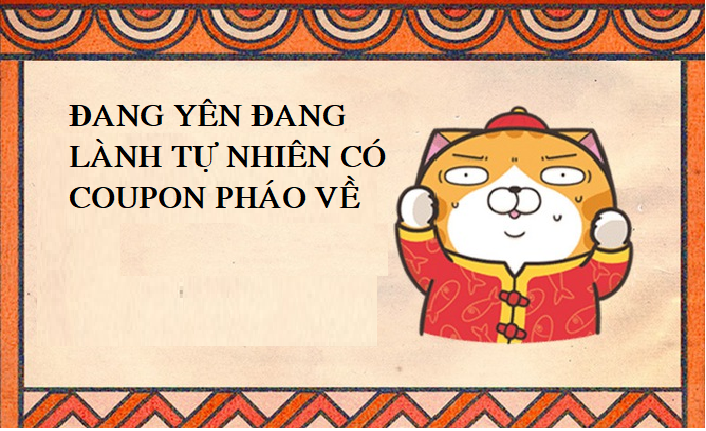 ĐANG YÊN ĐANG
LÀNH TỰ NHIÊN CÓ
COUPON PHÁO VỀ